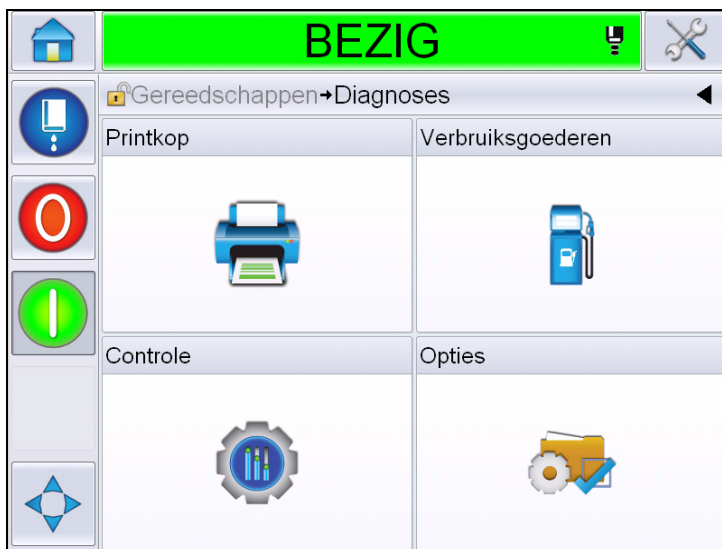 BEZIG
Gereedschappen→Diagnoses
Printkop
Verbruiksgoederen
Controle
Opties